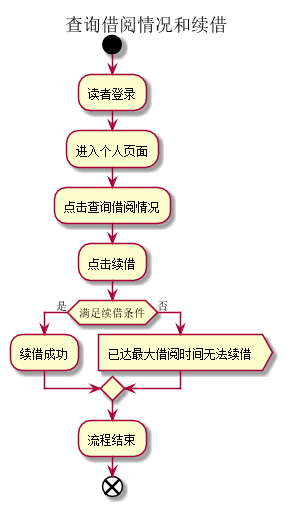 查询借阅情况和续借
读者登录
进入个人页面
点击查询借阅情况
点击续借
是
满足续借条件
否
续借成功
已达最大借阅时间无法续借
流程结束